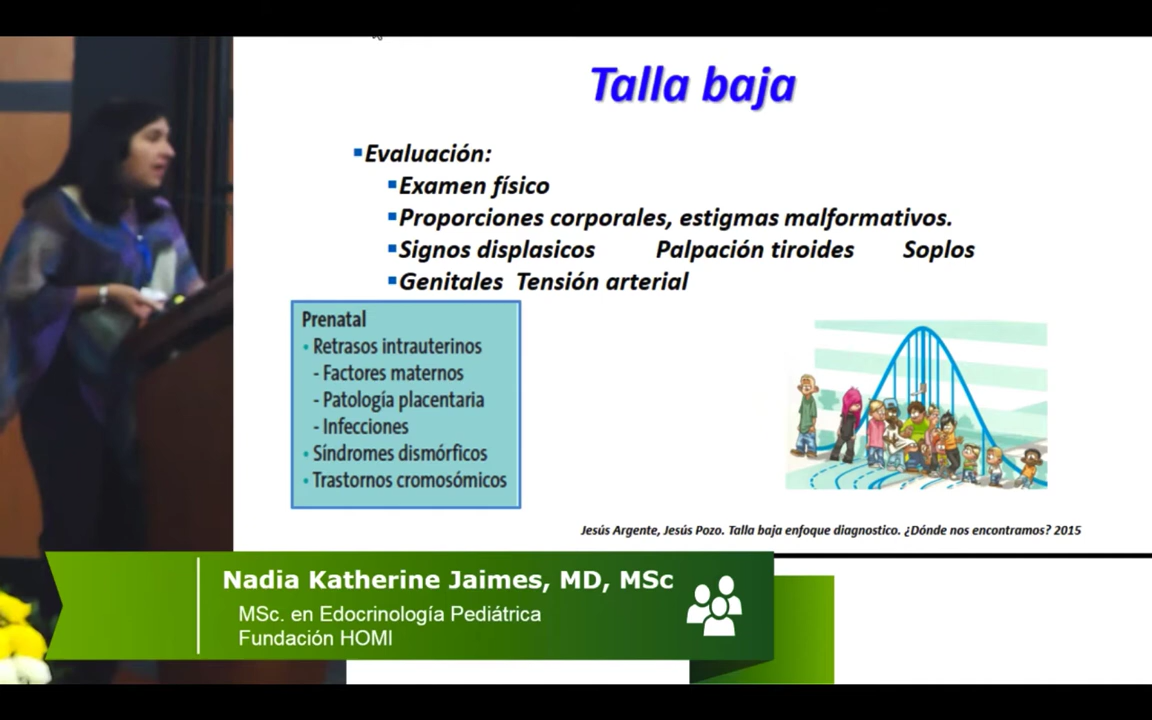 Talla baja
▪Evaluación:
▪Examen físico
▪Proporciones corporales, estigmas malformativos.
▪Signos displasicos Palpación tiroides Soplos
▪Genitales Tensión arterial
Prenatal
• Retrasos intrauterinos
- Factores maternos
- Patología placentaria
- Infecciones
• Síndromes dismórficos
• Trastornos cromosómicos
Jesús Argente, Jesús Pozo. Talla baja enfoque diagnostico. ¿Dónde nos encontramos? 2015
Nadia Katherine Jaimes, MD, MSc
MSc. en Edocrinología Pediátrica
Fundación HOMI